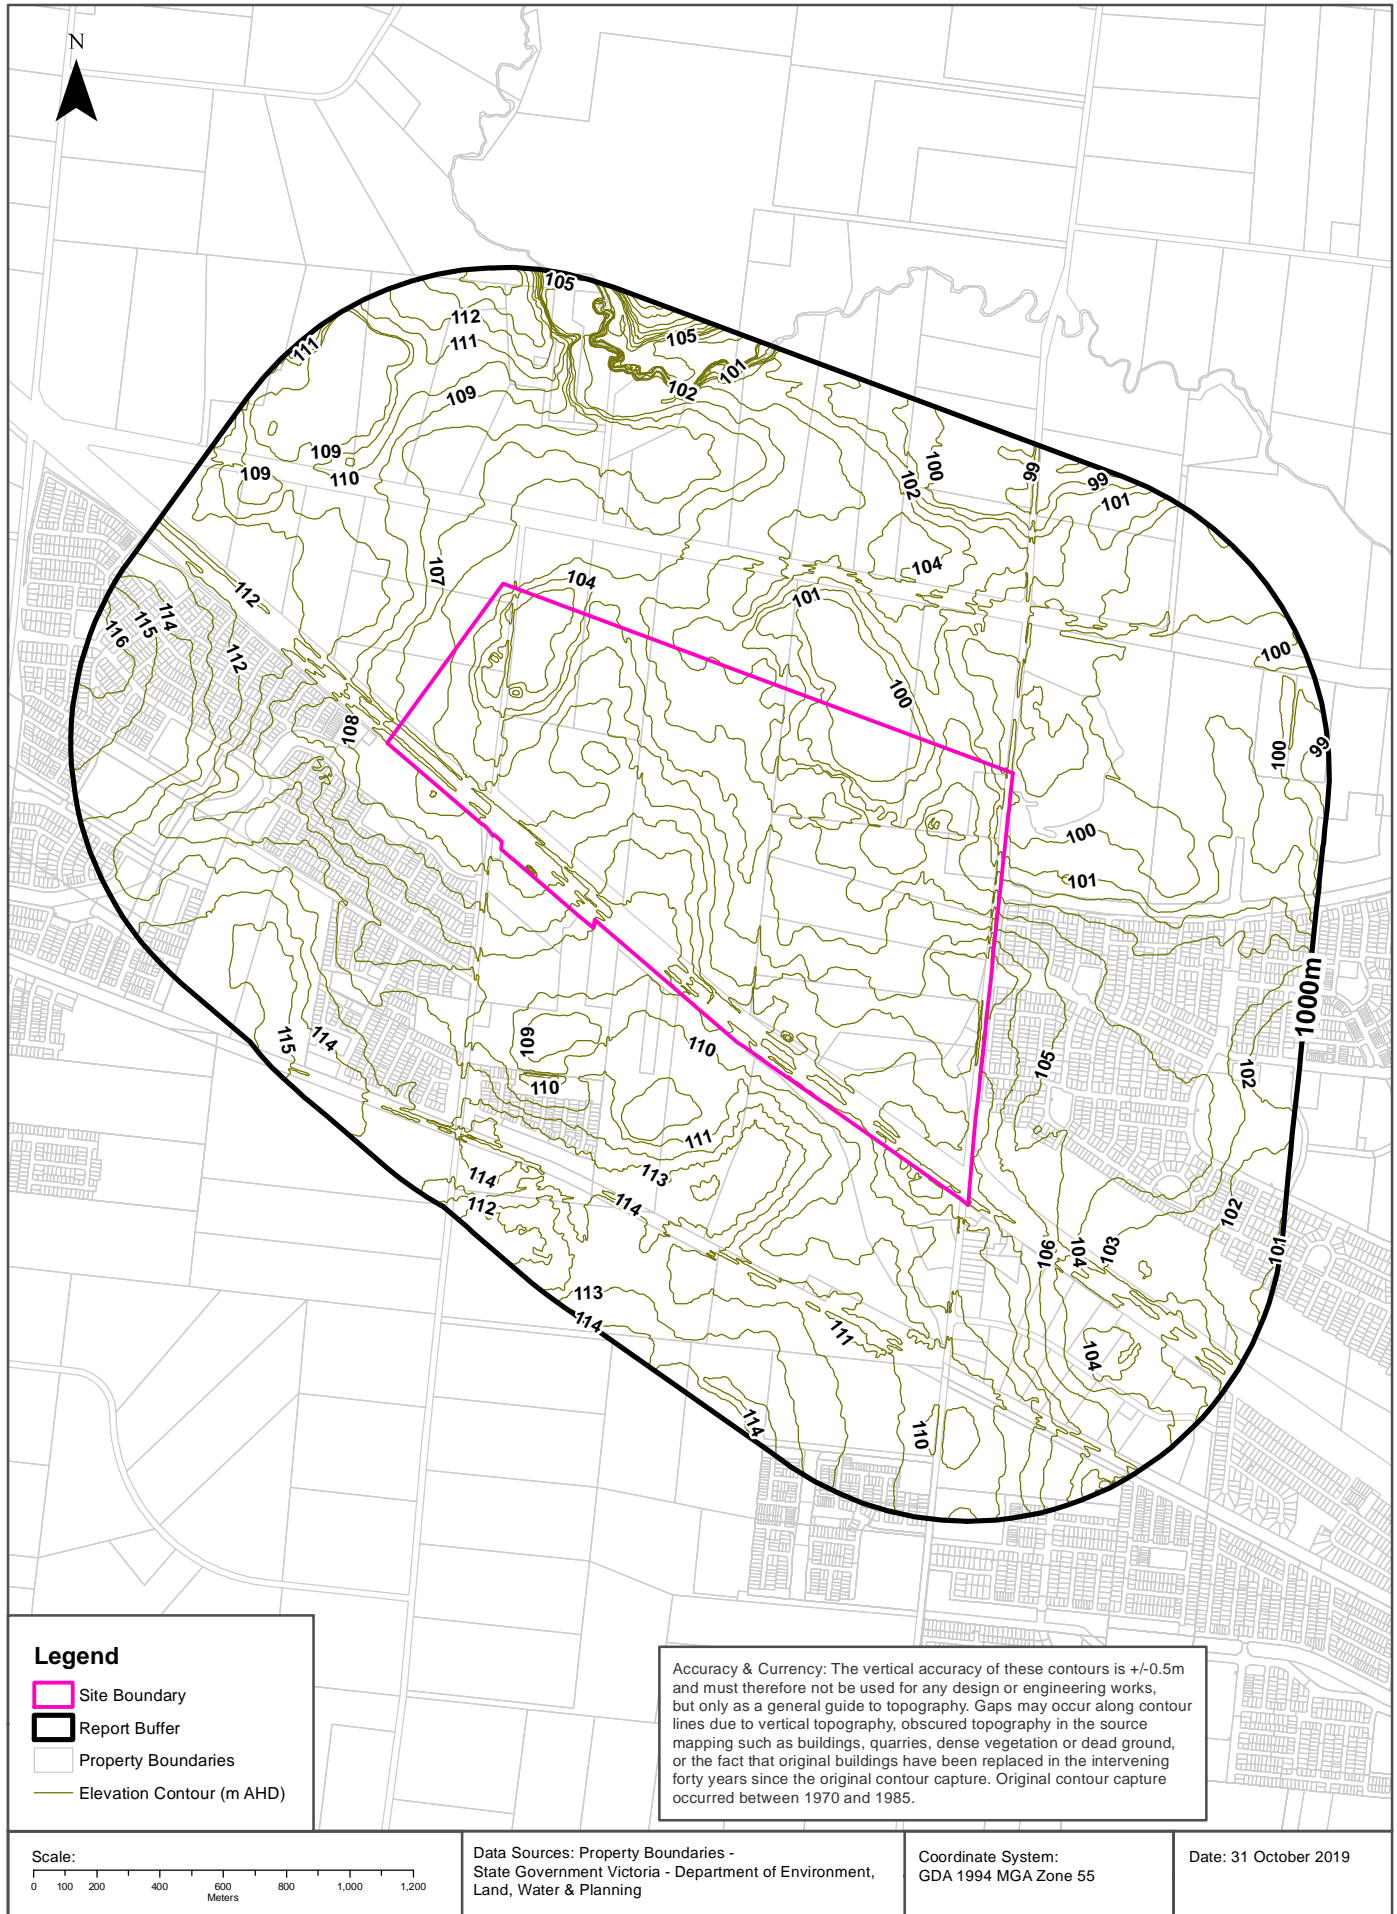 N
105
112
111
111
105
101
102
109
109
109
110
100
102
99
99
101
107
104
104
101
112
114
115
116
112
108
100
100
100
99
100
101
1000m
109
110
110
105
102
115
114
111
113
114
114
112
102
101
106
104
103
113
114
111
104
114
110
Legend
Site Boundary
Report Buffer
Property Boundaries
Elevation Contour (m AHD)
Accuracy & Currency: The vertical accuracy of these contours is +/-0.5m
and must therefore not be used for any design or engineering works,
but only as a general guide to topography. Gaps may occur along contour
lines due to vertical topography, obscured topography in the source
mapping such as buildings, quarries, dense vegetation or dead ground,
or the fact that original buildings have been replaced in the intervening
forty years since the original contour capture. Original contour capture
occurred between 1970 and 1985.
Scale:
0 100 200 400 600 800 1,000 1,200
Meters
Data Sources: Property Boundaries -
State Government Victoria - Department of Environment,
Land, Water & Planning
Coordinate System:
GDA 1994 MGA Zone 55
Date: 31 October 2019